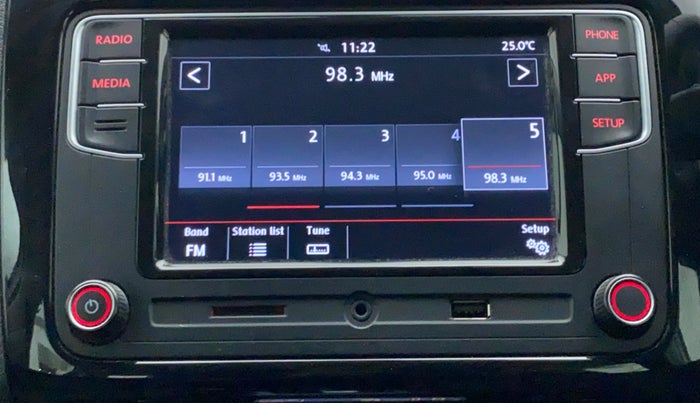 RADIO
MEDIA
11:22
25.0°C
98.3 MHz
1
2
3
4
5
91.1 MHz
93.5 MHz
94.3 MHz
95.0 MHz
98.3 MHz
Band
Station list
Tune
Setup
FM
PHONE
APP
SETUP